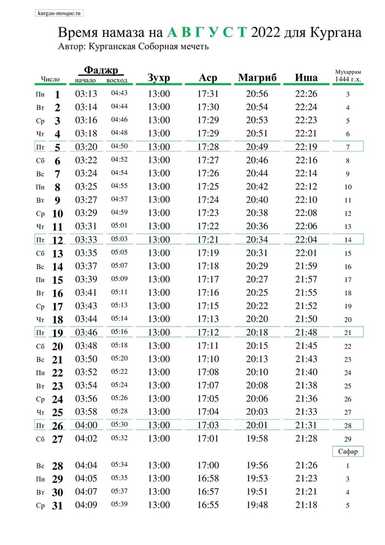 kurgan-mosque.ru
Время намаза на АВГУСТ 2022 для Кургана
Автор: Курганская Соборная мечеть
Число Фаджр начало восход Зухр Аср Магриб Иша Мухаррам 1444 г.х.
Пн 1 03:13 04:43 13:00 17:31 20:56 22:26 3
Вт 2 03:14 04:44 13:00 17:30 20:54 22:24 4
Ср 3 03:16 04:46 13:00 17:29 20:53 22:23 5
Чт 4 03:18 04:48 13:00 17:29 20:51 22:21 6
Пт 5 03:20 04:50 13:00 17:28 20:49 22:19 7
Сб 6 03:22 04:52 13:00 17:27 20:46 22:16 8
Вс 7 03:24 04:54 13:00 17:26 20:44 22:14 9
Пн 8 03:25 04:55 13:00 17:25 20:42 22:12 10
Вт 9 03:27 04:57 13:00 17:24 20:40 22:10 11
Ср 10 03:29 04:59 13:00 17:23 20:38 22:08 12
Чт 11 03:31 05:01 13:00 17:22 20:36 22:06 13
Пт 12 03:33 05:03 13:00 17:21 20:34 22:04 14
Сб 13 03:35 05:05 13:00 17:19 20:31 22:01 15
Вс 14 03:37 05:07 13:00 17:18 20:29 21:59 16
Пн 15 03:39 05:09 13:00 17:17 20:27 21:57 17
Вт 16 03:41 05:11 13:00 17:16 20:25 21:55 18
Ср 17 03:43 05:13 13:00 17:15 20:22 21:52 19
Чт 18 03:44 05:14 13:00 17:13 20:20 21:50 20
Пт 19 03:46 05:16 13:00 17:12 20:18 21:48 21
Сб 20 03:48 05:18 13:00 17:11 20:15 21:45 22
Вс 21 03:50 05:20 13:00 17:10 20:13 21:43 23
Пн 22 03:52 05:22 13:00 17:08 20:10 21:40 24
Вт 23 03:54 05:24 13:00 17:07 20:08 21:38 25
Ср 24 03:56 05:26 13:00 17:05 20:06 21:36 26
Чт 25 03:58 05:28 13:00 17:04 20:03 21:33 27
Пт 26 04:00 05:30 13:00 17:03 20:01 21:31 28
Сб 27 04:02 05:32 13:00 17:01 19:58 21:28 29
Сафар
Вс 28 04:04 05:34 13:00 17:00 19:56 21:26 1
Пн 29 04:05 05:35 13:00 16:58 19:53 21:23 3
Вт 30 04:07 05:37 13:00 16:57 19:51 21:21 4
Ср 31 04:09 05:39 13:00 16:55 19:48 21:18 5